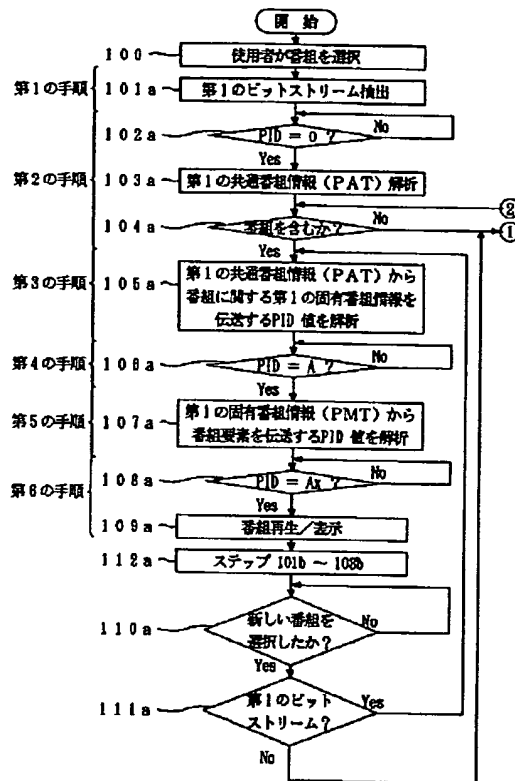 開始
100 使用者が番組を選択
第1の手順 101a 第1のビットストリーム抽出
102a PID = 0 ? No
Yes
第2の手順 103a 第1の共通番組情報（PAT）解析
②
104a 番組を含むか？ No ①
Yes
第3の手順 105a 第1の共通番組情報（PAT）から
番組に関する第1の固有番組情報を
伝送するPID 値を解析
第4の手順 106a PID = A ? No
Yes
第5の手順 107a 第1の固有番組情報（PMT）から
番組要素を伝送するPID 値を解析
第6の手順 108a PID = Ax ? No
Yes
109a 番組再生／表示
112a ステップ 101b ～ 103b
110a 新しい番組を
選択したか？ No
Yes
111a 第1のビット
ストリーム？ Yes
No